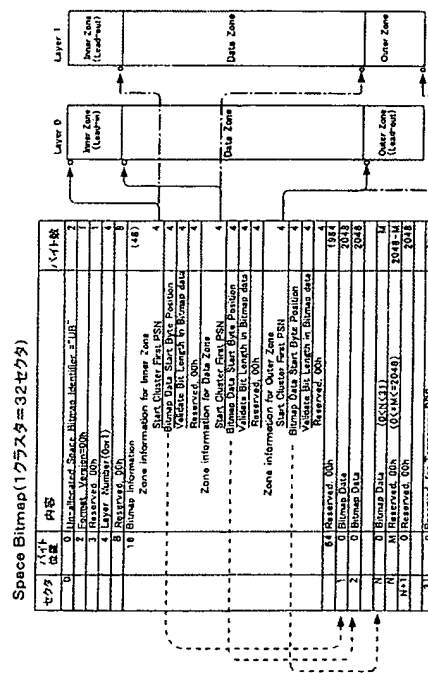 Space Bitmap(1クラスタ=32セクタ)
セクタ バイト位置 内容 バイト数
0 0 Un-allocated Space Bitmap Identifier ="UB" 2
2 Format Version=00h 1
3 Reserved, 00h 1
4 Layer Number(0or1) 4
8 Reserved, 00h 8
16 Bitmap Information (48)
Zone information for Inner Zone
Start Cluster First PSN 4
Bitmap Data Start Byte Position 4
Validate Bit Length in Bitmap data 4
Reserved, 00h 4
Zone information for Data Zone
Start Cluster First PSN 4
Bitmap Data Start Byte Position 4
Validate Bit Length in Bitmap data 4
Reserved, 00h 4
Zone information for Outer Zone
Start Cluster First PSN 4
Bitmap Data Start Byte Position 4
Validate Bit Length in Bitmap data 4
Reserved, 00h 4
64 Reserved, 00h 1984
1 0 Bitmap Data 2048
2 0 Bitmap Data 2048
N 0 Bitmap Data (0<N<31) M
N M Reserved, 00h (0<M<=2048) 2048-M
N+1 0 Reserved, 00h 2048
Layer 0
Inner Zone
(Lead-in)
Data Zone
Outer Zone
(Lead-out)
Layer 1
Inner Zone
(Lead-out)
Data Zone
Outer Zone